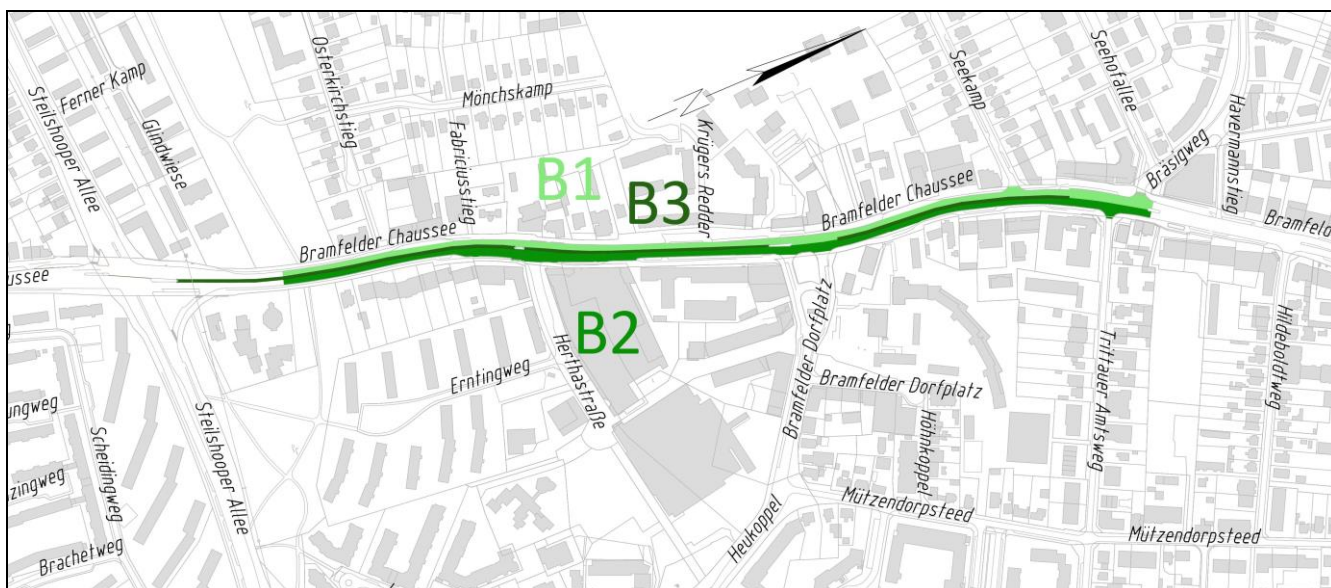 Steilshooper Allee
Ferner Kamp
Glindwiese
Osterkirchstieg
Mönchskamp
Fabriciusstieg
Krügers Redder
Seekamp
Seehofallee
Bräsigweg
Havermannstieg
B1
B3
Bramfelder Chaussee
Bramfelder Chaussee
Bramfeld
aussee
B2
Herthastraße
Erntingweg
Bramfelder Dorfplatz
Bramfelder Dorfplatz
Höhnkoppel
Trittauer Amtsweg
Hildeboldtweg
ungweg
Scheidingweg
Steilshooper Allee
zingweg
Brachetweg
Heukoppel
Mützendorpsteed
Mützendorpsteed